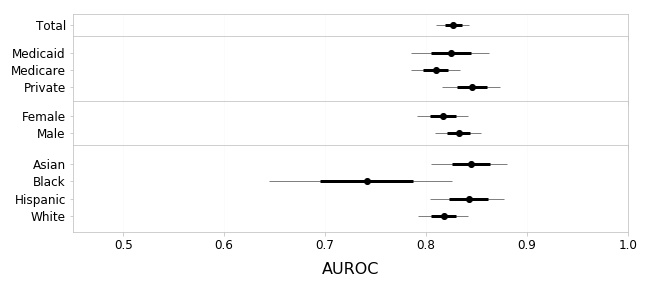 Total
Medicaid
Medicare
Private
Female
Male
Asian
Black
Hispanic
White
0.5 0.6 0.7 0.8 0.9 1.0
AUROC